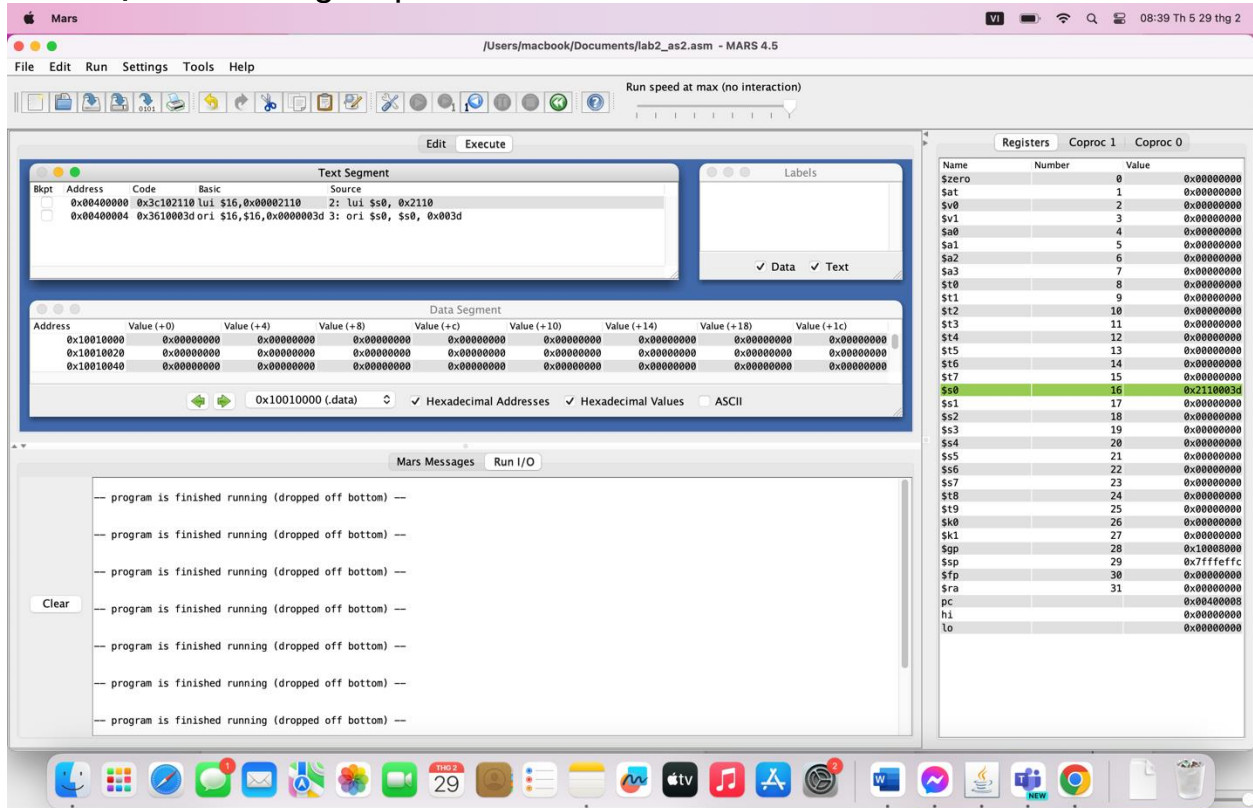 Mars VI 08:39 Th 5 29 thg 2
/Users/macbook/Documents/lab2_as2.asm - MARS 4.5
File Edit Run Settings Tools Help
Run speed at max (no interaction)
Edit Execute
Text Segment
Bkpt Address Code Basic Source
0x00400000 0x3c102110 lui $16,0x00002110 2: lui $s0, 0x2110
0x00400004 0x3610003d ori $16,$16,0x0000003d 3: ori $s0, $s0, 0x003d
Labels
Data Text
Data Segment
Address Value (+0) Value (+4) Value (+8) Value (+c) Value (+10) Value (+14) Value (+18) Value (+1c)
0x10010000 0x00000000 0x00000000 0x00000000 0x00000000 0x00000000 0x00000000 0x00000000 0x00000000
0x10010020 0x00000000 0x00000000 0x00000000 0x00000000 0x00000000 0x00000000 0x00000000 0x00000000
0x10010040 0x00000000 0x00000000 0x00000000 0x00000000 0x00000000 0x00000000 0x00000000 0x00000000
0x10010000 (.data) Hexadecimal Addresses Hexadecimal Values ASCII
Mars Messages Run I/O
-- program is finished running (dropped off bottom) --
-- program is finished running (dropped off bottom) --
-- program is finished running (dropped off bottom) --
-- program is finished running (dropped off bottom) --
-- program is finished running (dropped off bottom) --
-- program is finished running (dropped off bottom) --
-- program is finished running (dropped off bottom) --
Clear
Registers Coproc 1 Coproc 0
Name Number Value
$zero 0 0x00000000
$at 1 0x00000000
$v0 2 0x00000000
$v1 3 0x00000000
$a0 4 0x00000000
$a1 5 0x00000000
$a2 6 0x00000000
$a3 7 0x00000000
$t0 8 0x00000000
$t1 9 0x00000000
$t2 10 0x00000000
$t3 11 0x00000000
$t4 12 0x00000000
$t5 13 0x00000000
$t6 14 0x00000000
$t7 15 0x00000000
$s0 16 0x2110003d
$s1 17 0x00000000
$s2 18 0x00000000
$s3 19 0x00000000
$s4 20 0x00000000
$s5 21 0x00000000
$s6 22 0x00000000
$s7 23 0x00000000
$t8 24 0x00000000
$t9 25 0x00000000
$k0 26 0x00000000
$k1 27 0x00000000
$gp 28 0x10008000
$sp 29 0x7fffeffc
$fp 30 0x00000000
$ra 31 0x00000000
pc 0x00400008
hi 0x00000000
lo 0x00000000
THG 2
29
tv
NEW